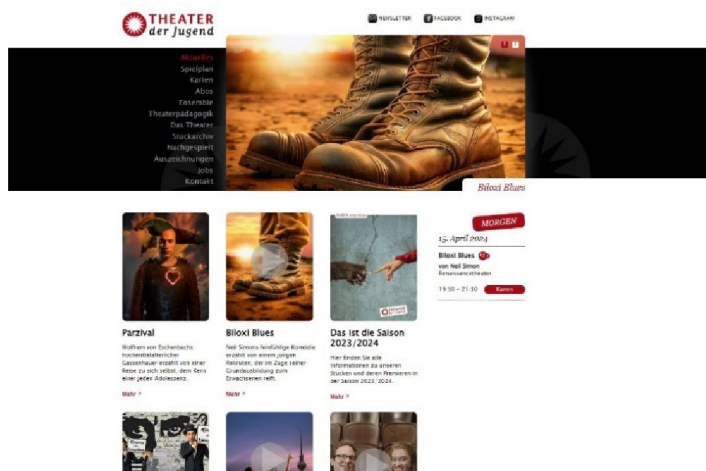 THEATER
der Jugend
NEWSLETTER
FACEBOOK
INSTAGRAM
Aktuelles
Spielplan
Karten
Abos
Ensemble
Theaterpädagogik
Das Theater
Stückarchiv
Nachgespielt
Auszeichnungen
Jobs
Kontakt
Biloxi Blues
MORGEN
15. April 2024
Biloxi Blues
von Neil Simon
Renaissancetheater
19:30 – 21:30
Karten
THEATER
der Jugend
Parzival
Wolfram von Eschenbachs
hochmittelalterlicher
Gassenhauer erzählt von einer
Reise zu sich selbst, dem Kern
einer jeden Adoleszenz.
Mehr >
Biloxi Blues
Neil Simons feinfühlige Komödie
erzählt von einem jungen
Rekruten, der im Zuge seiner
Grundausbildung zum
Erwachsenen reift.
Mehr >
Das ist die Saison
2023/2024
Hier finden Sie alle
Informationen zu unseren
Stücken und deren Premieren in
der Saison 2023/2024.
Mehr >